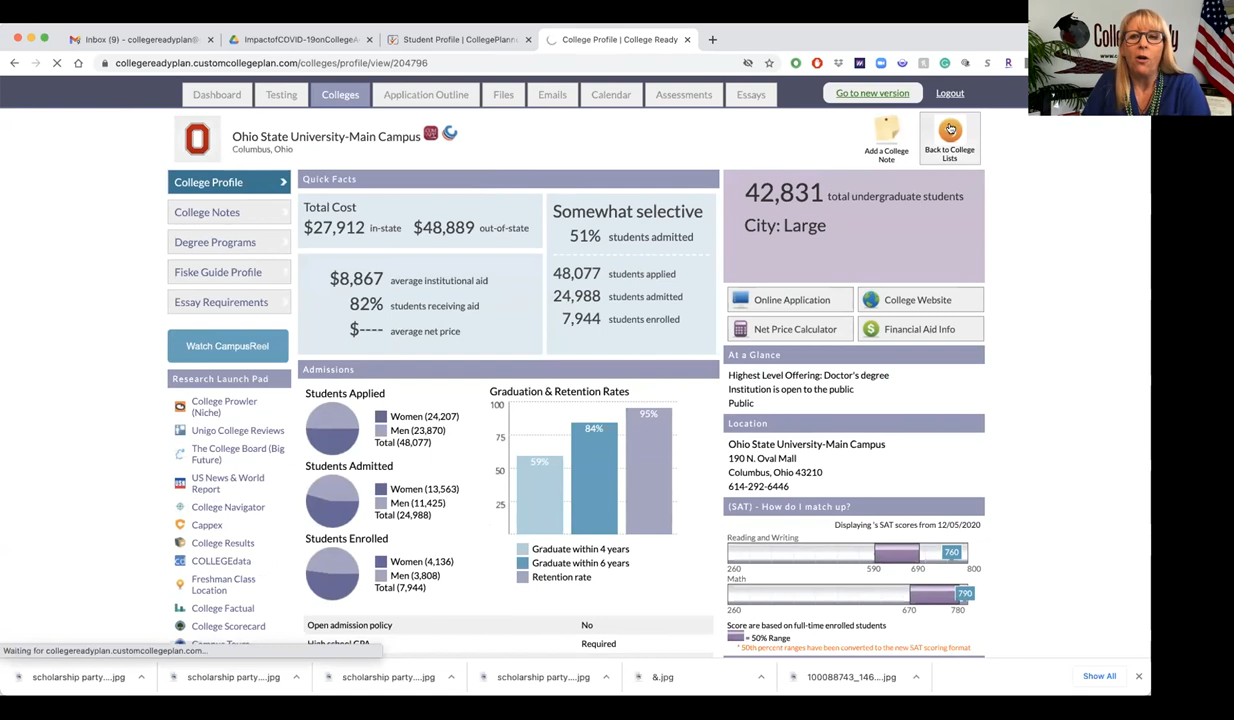 Inbox (9) - collegereadyplan@
ImpactofCOVID-19onCollegeA
Student Profile | CollegePlann
College Profile | College Ready
collegereadyplan.customcollegeplan.com/colleges/profile/view/204796
Dashboard
Testing
Colleges
Application Outline
Files
Emails
Calendar
Assessments
Essays
Go to new version
Logout
Ohio State University-Main Campus
Columbus, Ohio
Add a College
Note
Back to College
Lists
College Profile
College Notes
Degree Programs
Fiske Guide Profile
Essay Requirements
Watch CampusReel
Research Launch Pad
College Prowler
(Niche)
Unigo College Reviews
The College Board (Big
Future)
US News & World
Report
College Navigator
Cappex
College Results
COLLEGEdata
Freshman Class
Location
College Factual
College Scorecard
Quick Facts
Total Cost
$27,912 in-state $48,889 out-of-state
$8,867 average institutional aid
82% students receiving aid
$---- average net price
Somewhat selective
51% students admitted
48,077 students applied
24,988 students admitted
7,944 students enrolled
Admissions
Students Applied
Women (24,207)
Men (23,870)
Total (48,077)
Students Admitted
Women (13,563)
Men (11,425)
Total (24,988)
Students Enrolled
Women (4,136)
Men (3,808)
Total (7,944)
Graduation & Retention Rates
100
75
50
25
59%
84%
95%
Graduate within 4 years
Graduate within 6 years
Retention rate
Open admission policy No
High school GPA Required
42,831 total undergraduate students
City: Large
Online Application
College Website
Net Price Calculator
Financial Aid Info
At a Glance
Highest Level Offering: Doctor's degree
Institution is open to the public
Public
Location
Ohio State University-Main Campus
190 N. Oval Mall
Columbus, Ohio 43210
614-292-6446
(SAT) - How do I match up?
Displaying 's SAT scores from 12/05/2020
Reading and Writing
760
260 590 690 800
Math
790
260 670 780
Score are based on full-time enrolled students
= 50% Range
* 50th percent ranges have been converted to the new SAT scoring format
Waiting for collegereadyplan.customcollegeplan.com...
scholarship party....jpg
scholarship party....jpg
scholarship party....jpg
scholarship party....jpg
&.jpg
100088743_146....jpg
Show All